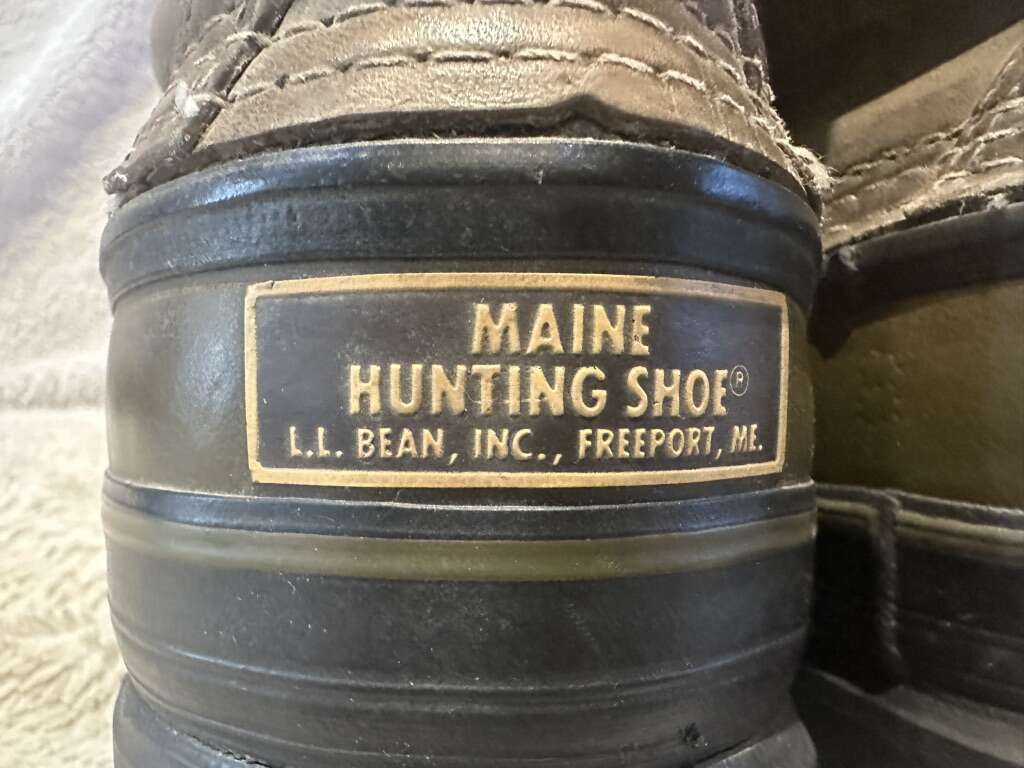 MAINE
HUNTING SHOE®
L.L. BEAN, INC., FREEPORT, ME.